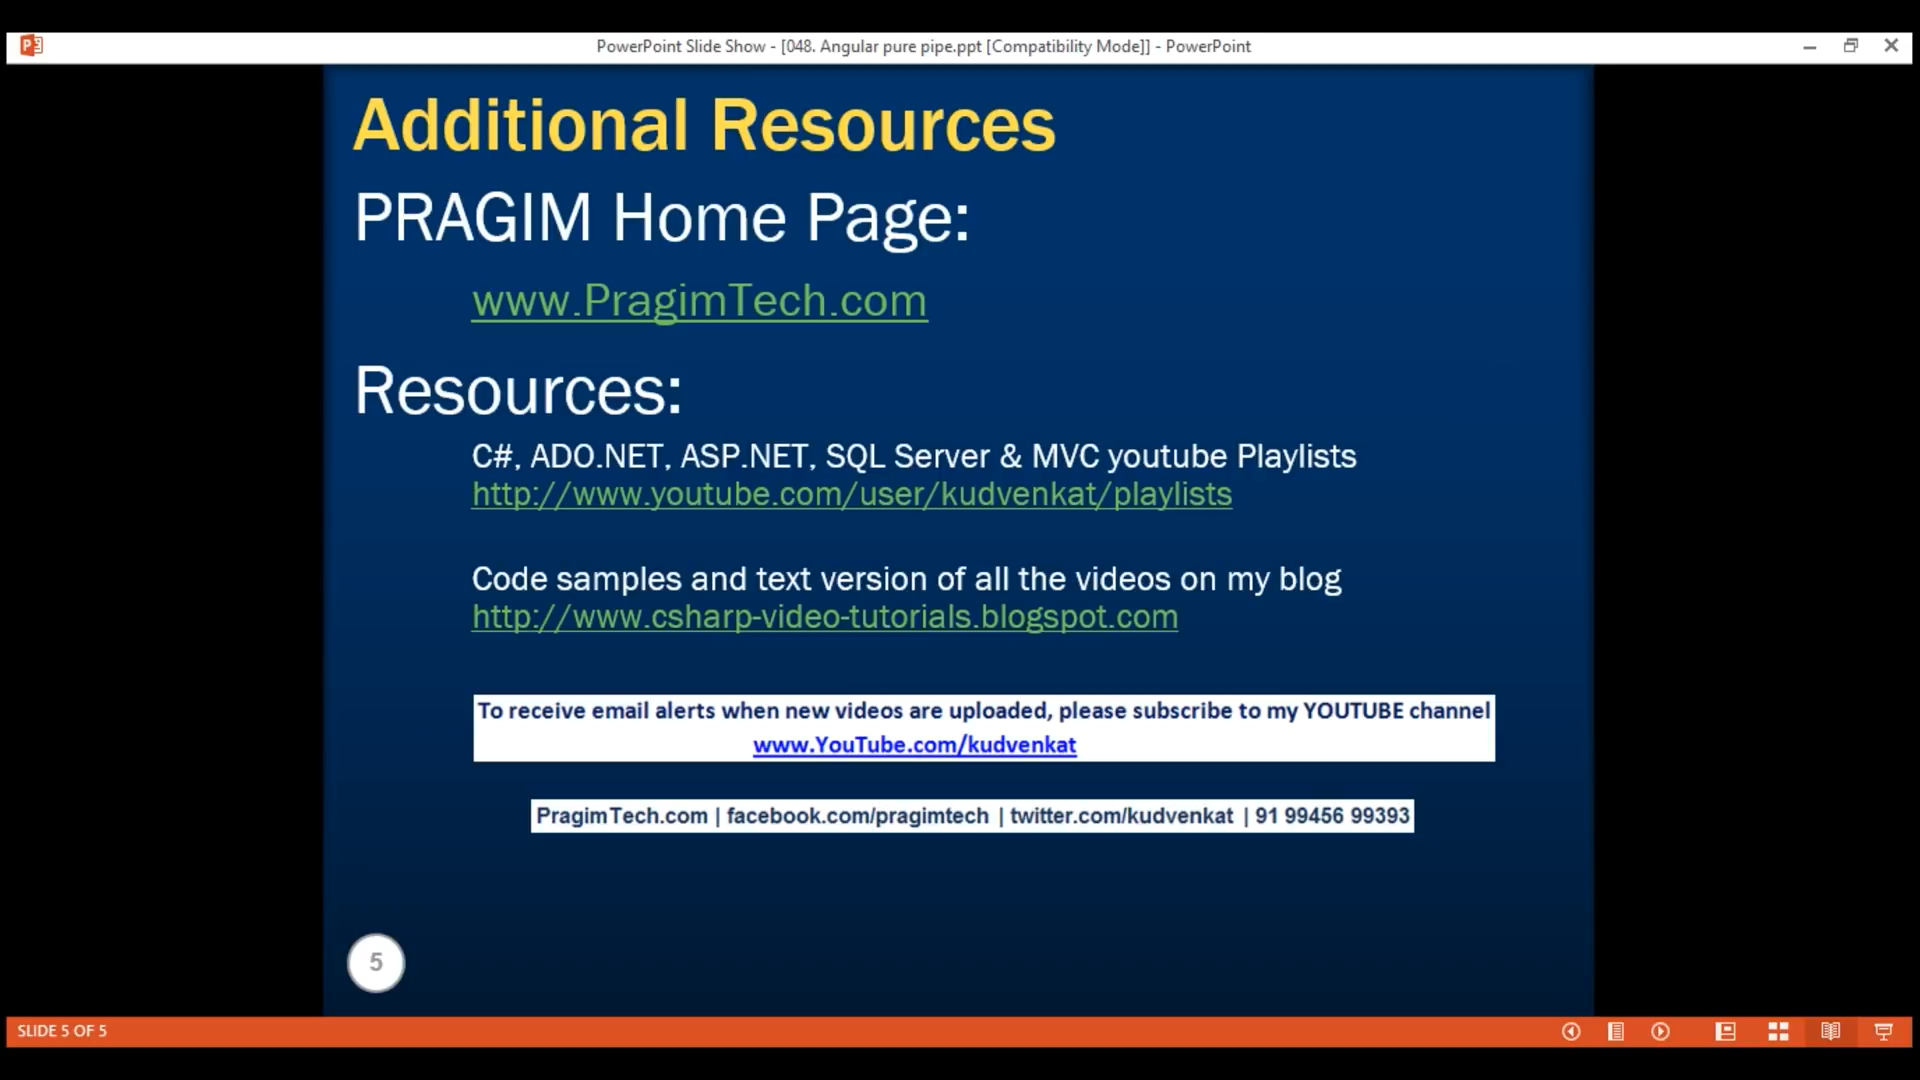 PowerPoint Slide Show - [048. Angular pure pipe.ppt [Compatibility Mode]] - PowerPoint
Additional Resources
PRAGIM Home Page:
www.PragimTech.com
Resources:
C#, ADO.NET, ASP.NET, SQL Server & MVC youtube Playlists
http://www.youtube.com/user/kudvenkat/playlists
Code samples and text version of all the videos on my blog
http://www.csharp-video-tutorials.blogspot.com
To receive email alerts when new videos are uploaded, please subscribe to my YOUTUBE channel
www.YouTube.com/kudvenkat
PragimTech.com | facebook.com/pragimtech | twitter.com/kudvenkat | 91 99456 99393
5
SLIDE 5 OF 5